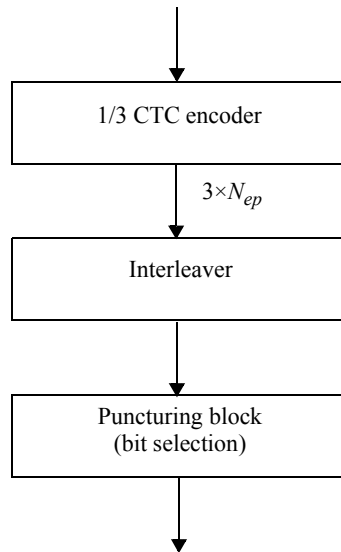 1/3 CTC encoder
3×N_ep
Interleaver
Puncturing block
(bit selection)